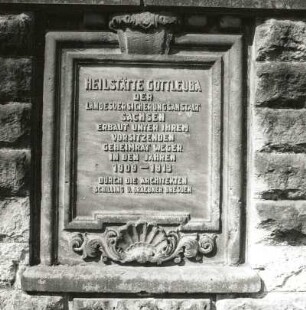 HEILSTÄTTE GOTTLEUBA
DER
LANDESVERSICHERUNGSANSTALT
SACHSEN
ERBAUT UNTER IHREM
VORSITZENDEN
GEHEIMRAT WEGER
IN DEN JAHREN
1909 – 1913
DURCH DIE ARCHITEKTEN
SCHILLING U. GRAEBNER DRESDEN